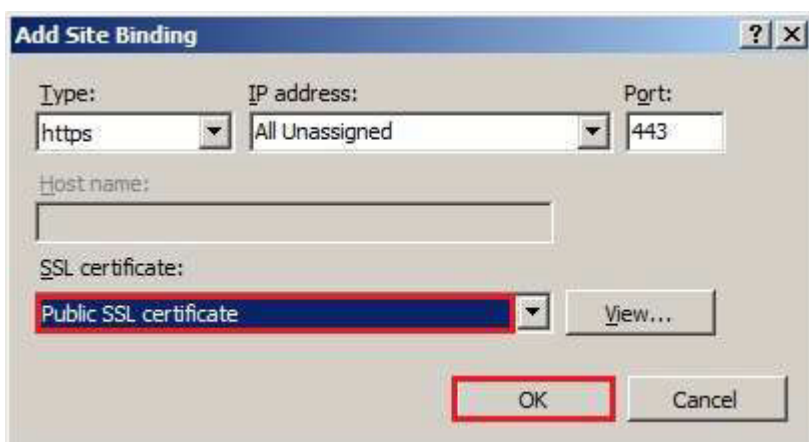 Add Site Binding
Type: IP address: Port:
https All Unassigned 443
Host name:
SSL certificate:
Public SSL certificate View...
OK Cancel